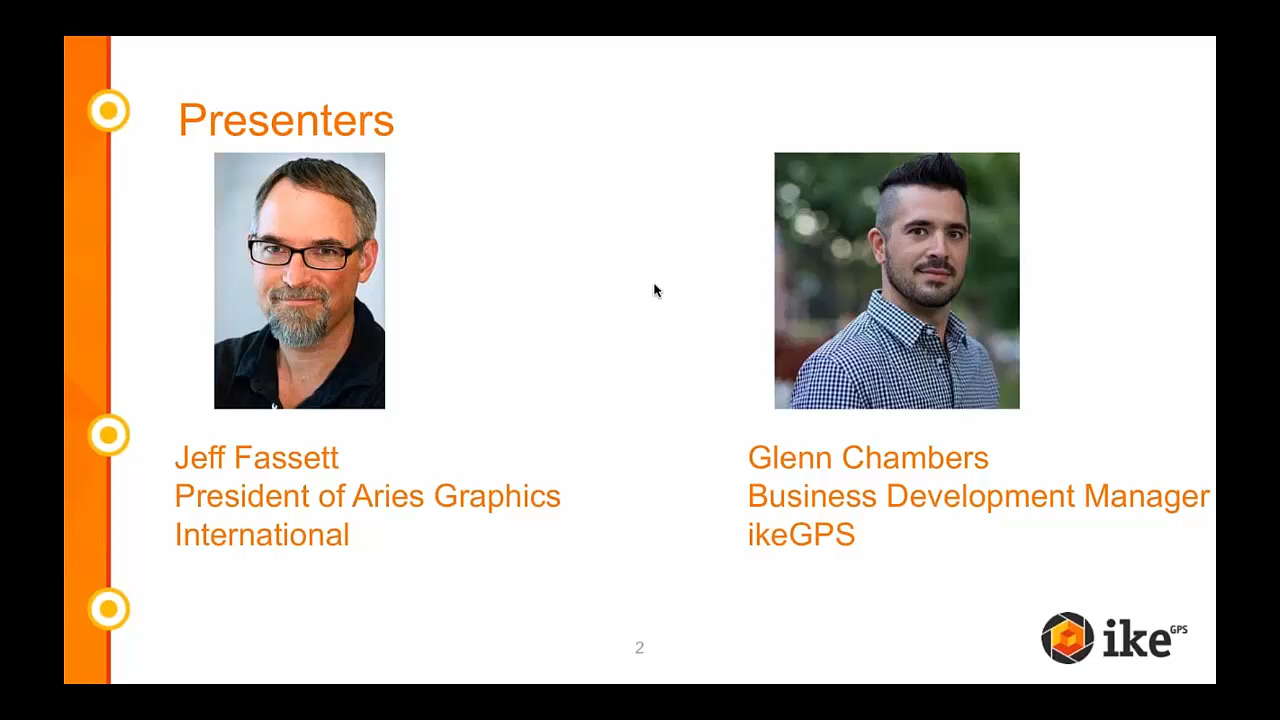 Presenters
Jeff Fassett
President of Aries Graphics
International
Glenn Chambers
Business Development Manager
ikeGPS
2
ike GPS